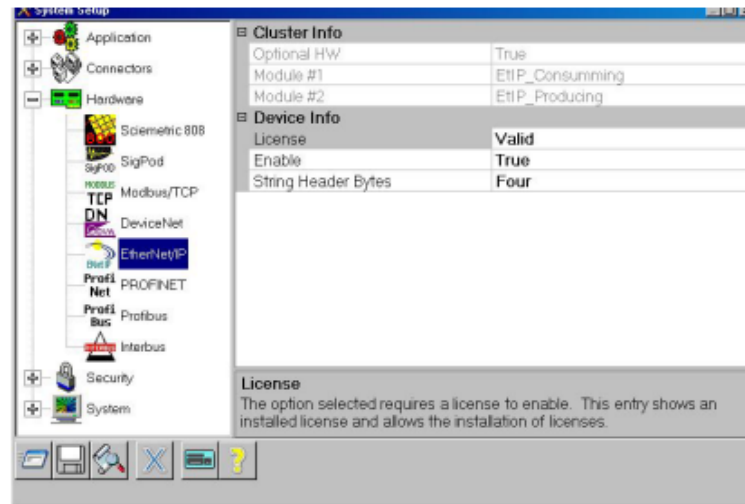 System Setup
Application
Connectors
Hardware
Sciemetric 808
808
SigPod
SigPOD
Modbus/TCP
MODBUS
TCP
DeviceNet
DN
EtherNet/IP
PROFINET
Profi
Net
Profibus
Profi
Bus
Interbus
Security
System
Cluster Info
Optional HW True
Module #1 EtIP_Consumming
Module #2 EtIP_Producing
Device Info
License Valid
Enable True
String Header Bytes Four
License
The option selected requires a license to enable. This entry shows an
installed license and allows the installation of licenses.